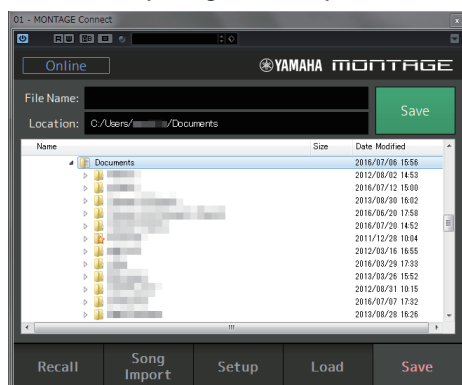 01 - MONTAGE Connect
Online
YAMAHA MONTAGE
File Name:
Save
Location: C:/Users/ /Documents
Name Size Date Modified
Documents 2016/07/06 15:56
2012/08/02 14:53
2016/07/12 15:00
2013/08/30 16:02
2016/06/20 17:58
2016/07/20 14:52
2011/12/28 10:04
2012/03/16 16:55
2016/03/29 17:33
2013/03/26 15:52
2012/08/31 10:15
2016/07/07 17:32
2013/08/28 16:26
Recall Song Import Setup Load Save